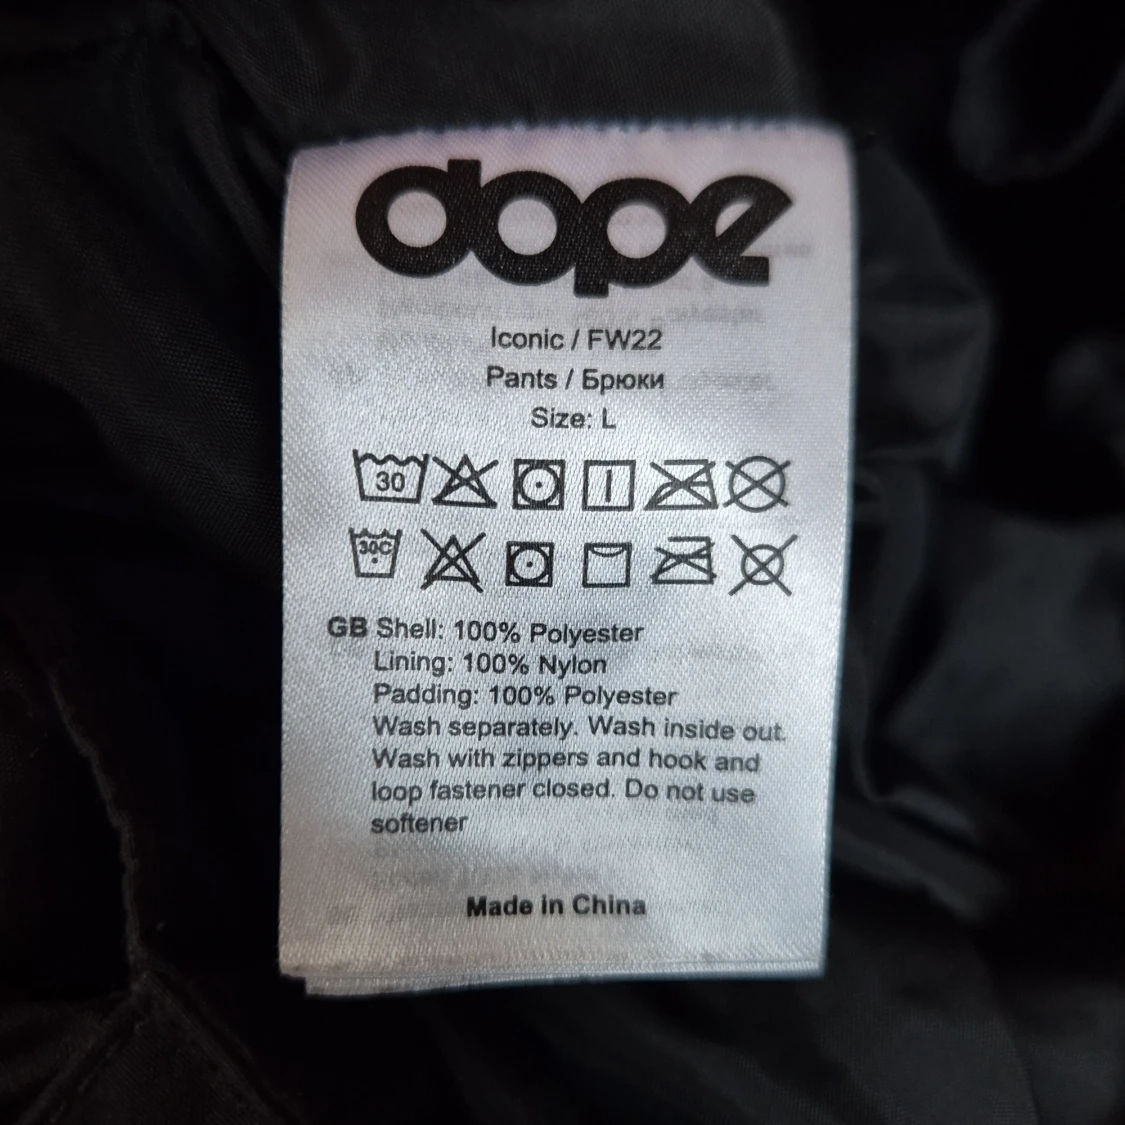 dope
Iconic / FW22
Pants / Брюки
Size: L
30
30C
GB Shell: 100% Polyester
Lining: 100% Nylon
Padding: 100% Polyester
Wash separately. Wash inside out.
Wash with zippers and hook and
loop fastener closed. Do not use
softener
Made in China